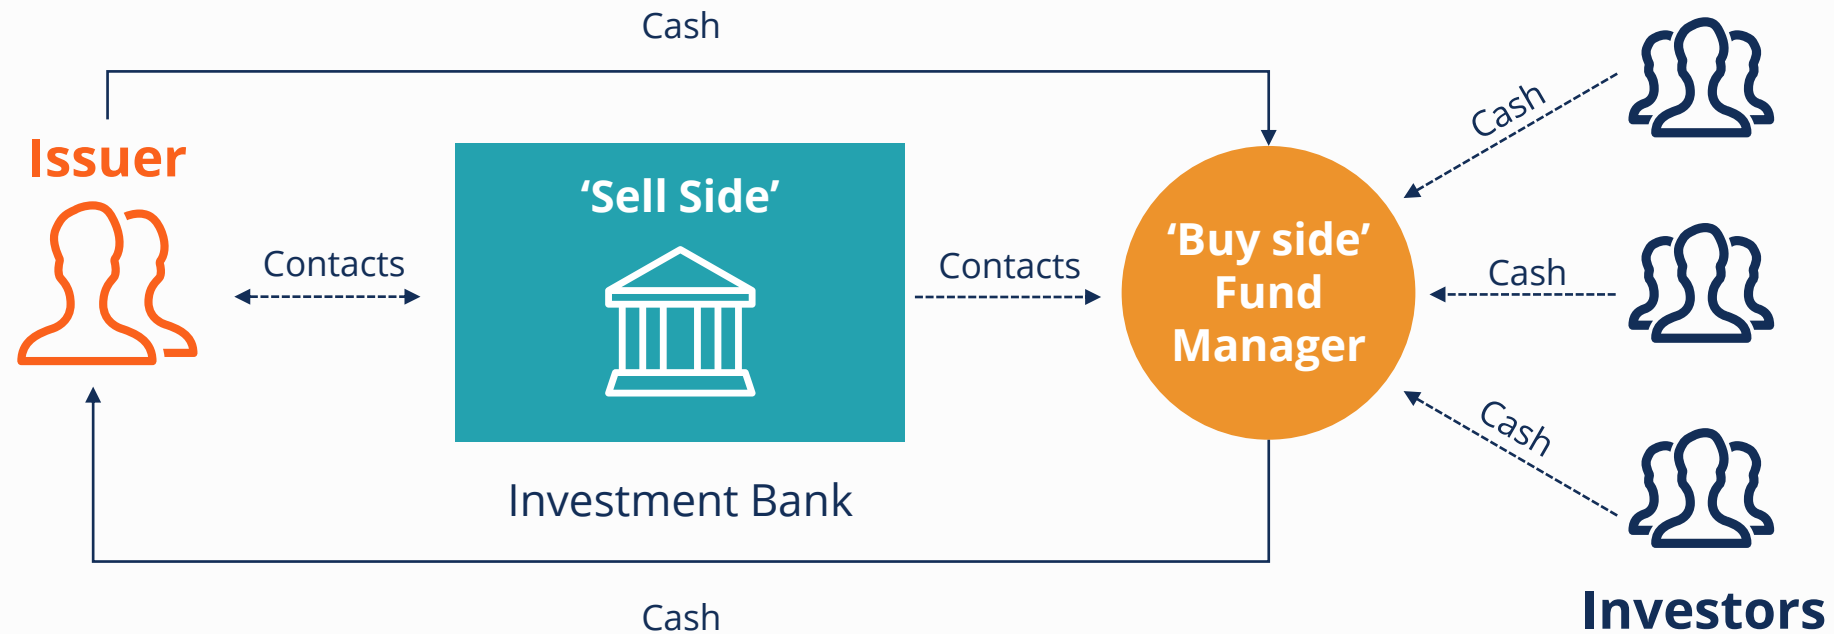 Cash
Issuer
Contacts
‘Sell Side’
Investment Bank
Contacts
‘Buy side’
Fund
Manager
Cash
Cash
Cash
Cash
Investors